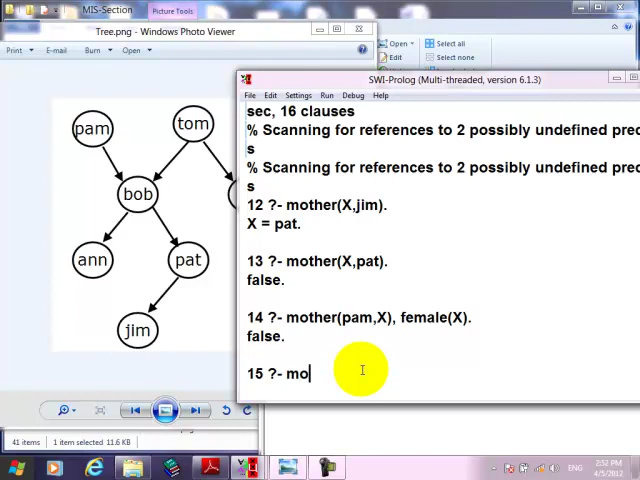 MIS-Section
Picture Tools
Tree.png - Windows Photo Viewer
Print
E-mail
Burn
Open
Open
Select all
Edit
Select none
SWI-Prolog (Multi-threaded, version 6.1.3)
File Edit Settings Run Debug Help
pam
tom
bob
ann
pat
jim
sec, 16 clauses
% Scanning for references to 2 possibly undefined pred
s
% Scanning for references to 2 possibly undefined pred
s
12 ?- mother(X,jim).
X = pat.
13 ?- mother(X,pat).
false.
14 ?- mother(pam,X), female(X).
false.
15 ?- mo
41 items
1 item selected 11.6 KB
ENG
2:52 PM
4/5/2012